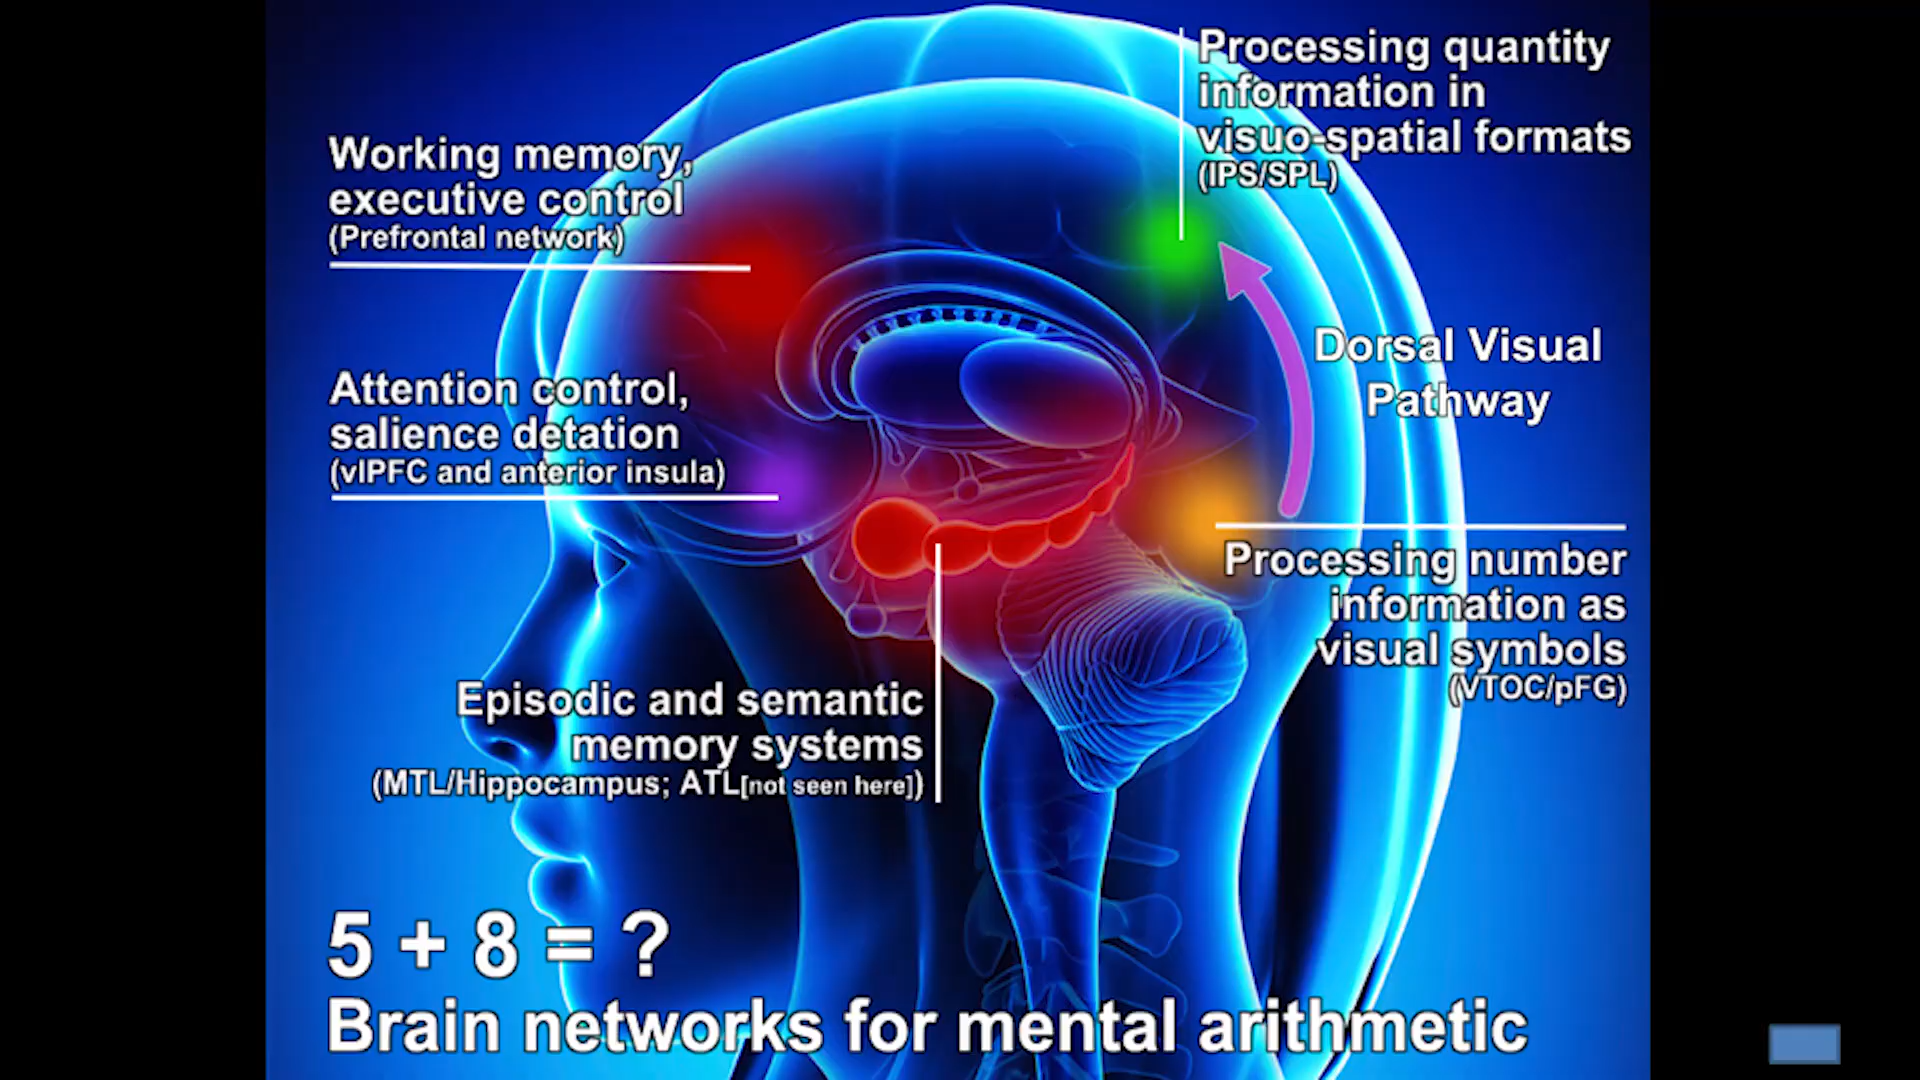 Processing quantity
information in
visuo-spatial formats
(IPS/SPL)
Working memory,
executive control
(Prefrontal network)
Dorsal Visual
Pathway
Attention control,
salience detation
(vlPFC and anterior insula)
Processing number
information as
visual symbols
(VTOC/pFG)
Episodic and semantic
memory systems
(MTL/Hippocampus; ATL[not seen here])
5 + 8 = ?
Brain networks for mental arithmetic